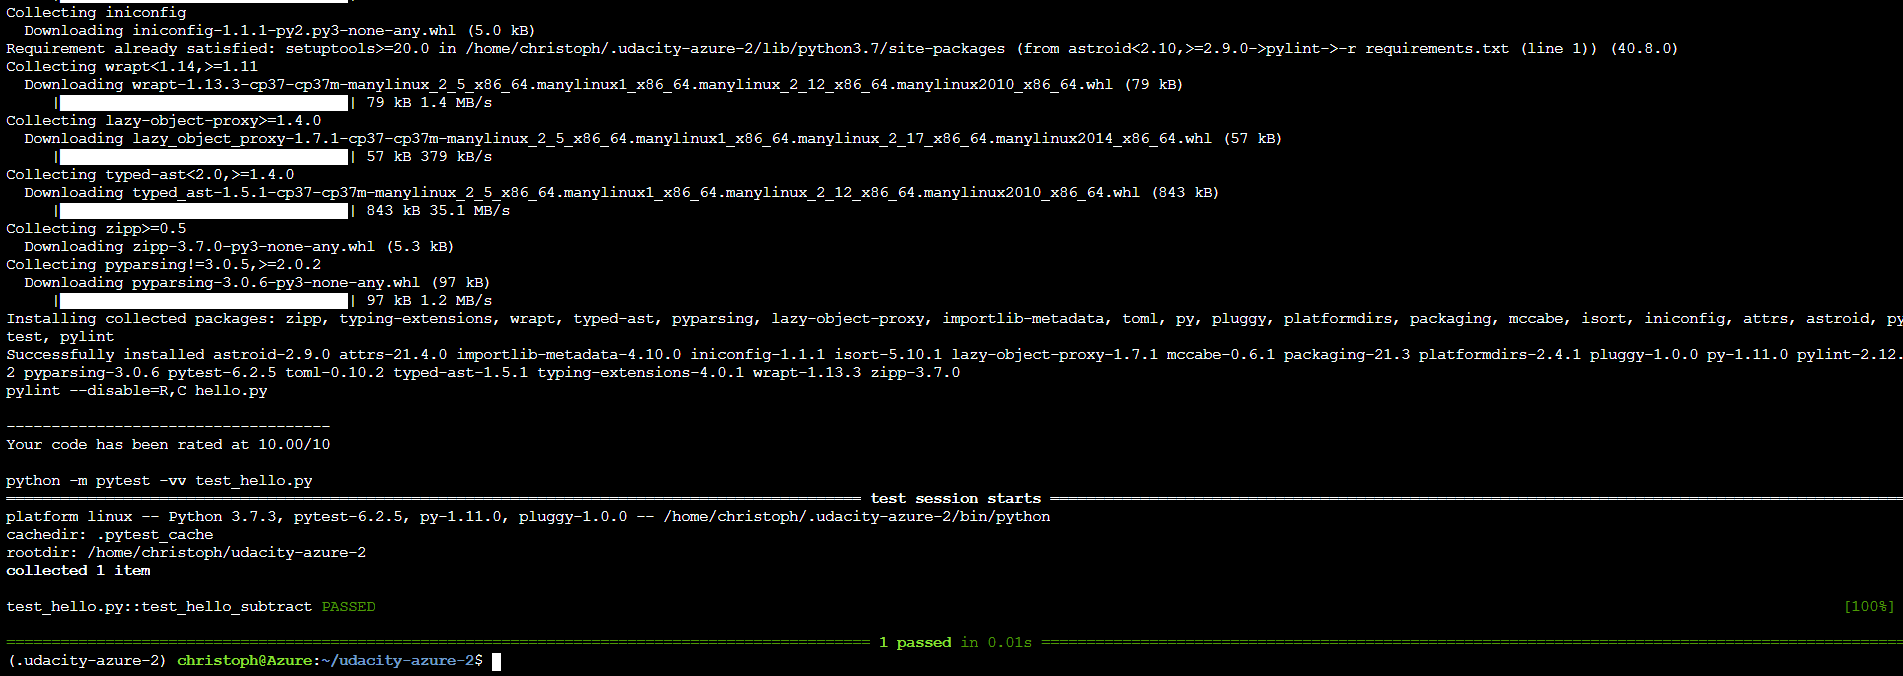 Collecting iniconfig
  Downloading iniconfig-1.1.1-py2.py3-none-any.whl (5.0 kB)
Requirement already satisfied: setuptools>=20.0 in /home/christoph/.udacity-azure-2/lib/python3.7/site-packages (from astroid<2.10,>=2.9.0->pylint->-r requirements.txt (line 1)) (40.8.0)
Collecting wrapt<1.14,>=1.11
  Downloading wrapt-1.13.3-cp37-cp37m-manylinux_2_5_x86_64.manylinux1_x86_64.manylinux_2_12_x86_64.manylinux2010_x86_64.whl (79 kB)
     |████████████████████████████████| 79 kB 1.4 MB/s
Collecting lazy-object-proxy>=1.4.0
  Downloading lazy_object_proxy-1.7.1-cp37-cp37m-manylinux_2_5_x86_64.manylinux1_x86_64.manylinux_2_17_x86_64.manylinux2014_x86_64.whl (57 kB)
     |████████████████████████████████| 57 kB 379 kB/s
Collecting typed-ast<2.0,>=1.4.0
  Downloading typed_ast-1.5.1-cp37-cp37m-manylinux_2_5_x86_64.manylinux1_x86_64.manylinux_2_12_x86_64.manylinux2010_x86_64.whl (843 kB)
     |████████████████████████████████| 843 kB 35.1 MB/s
Collecting zipp>=0.5
  Downloading zipp-3.7.0-py3-none-any.whl (5.3 kB)
Collecting pyparsing!=3.0.5,>=2.0.2
  Downloading pyparsing-3.0.6-py3-none-any.whl (97 kB)
     |████████████████████████████████| 97 kB 1.2 MB/s
Installing collected packages: zipp, typing-extensions, wrapt, typed-ast, pyparsing, lazy-object-proxy, importlib-metadata, toml, py, pluggy, platformdirs, packaging, mccabe, isort, iniconfig, attrs, astroid, py
test, pylint
Successfully installed astroid-2.9.0 attrs-21.4.0 importlib-metadata-4.10.0 iniconfig-1.1.1 isort-5.10.1 lazy-object-proxy-1.7.1 mccabe-0.6.1 packaging-21.3 platformdirs-2.4.1 pluggy-1.0.0 py-1.11.0 pylint-2.12.
2 pyparsing-3.0.6 pytest-6.2.5 toml-0.10.2 typed-ast-1.5.1 typing-extensions-4.0.1 wrapt-1.13.3 zipp-3.7.0
pylint --disable=R,C hello.py
------------------------------------
Your code has been rated at 10.00/10
python -m pytest -vv test_hello.py
=============== test session starts ===============
platform linux -- Python 3.7.3, pytest-6.2.5, py-1.11.0, pluggy-1.0.0 -- /home/christoph/.udacity-azure-2/bin/python
cachedir: .pytest_cache
rootdir: /home/christoph/udacity-azure-2
collected 1 item
test_hello.py::test_hello_subtract PASSED [100%]
=============== 1 passed in 0.01s ===============
(.udacity-azure-2) christoph@Azure:~/udacity-azure-2$